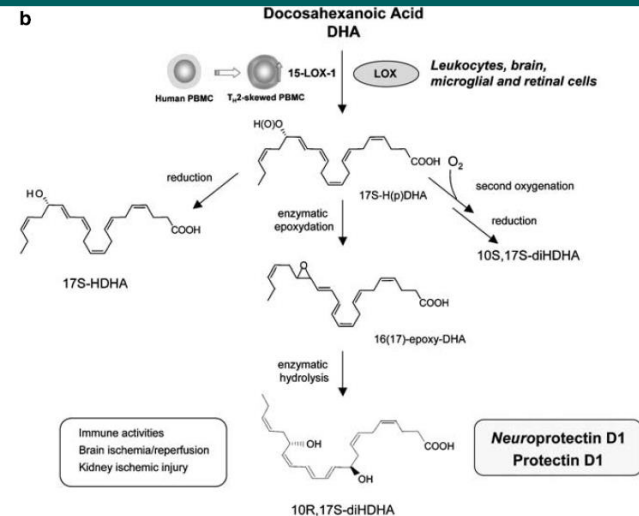 b
Docosahexanoic Acid
DHA
Human PBMC
TH2-skewed PBMC
15-LOX-1
LOX
Leukocytes, brain,
microglial and retinal cells
H(O)O
COOH
O2
17S-H(p)DHA
reduction
second oxygenation
reduction
10S,17S-diHDHA
HO
COOH
17S-HDHA
enzymatic
epoxydation
O
COOH
16(17)-epoxy-DHA
enzymatic
hydrolysis
Immune activities
Brain ischemia/reperfusion
Kidney ischemic injury
OH
COOH
OH
10R,17S-diHDHA
Neuroprotectin D1
Protectin D1